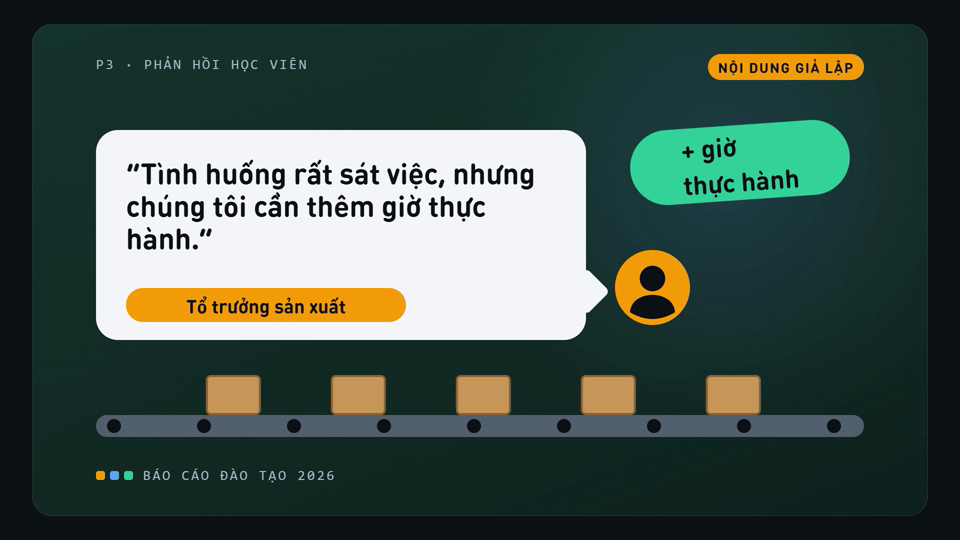 P3 · PHẢN HỒI HỌC VIÊN
NỘI DUNG GIẢ LẬP
“Tình huống rất sát việc, nhưng
chúng tôi cần thêm giờ thực
hành.”
Tổ trưởng sản xuất
+ giờ
thực hành
BÁO CÁO ĐÀO TẠO 2026